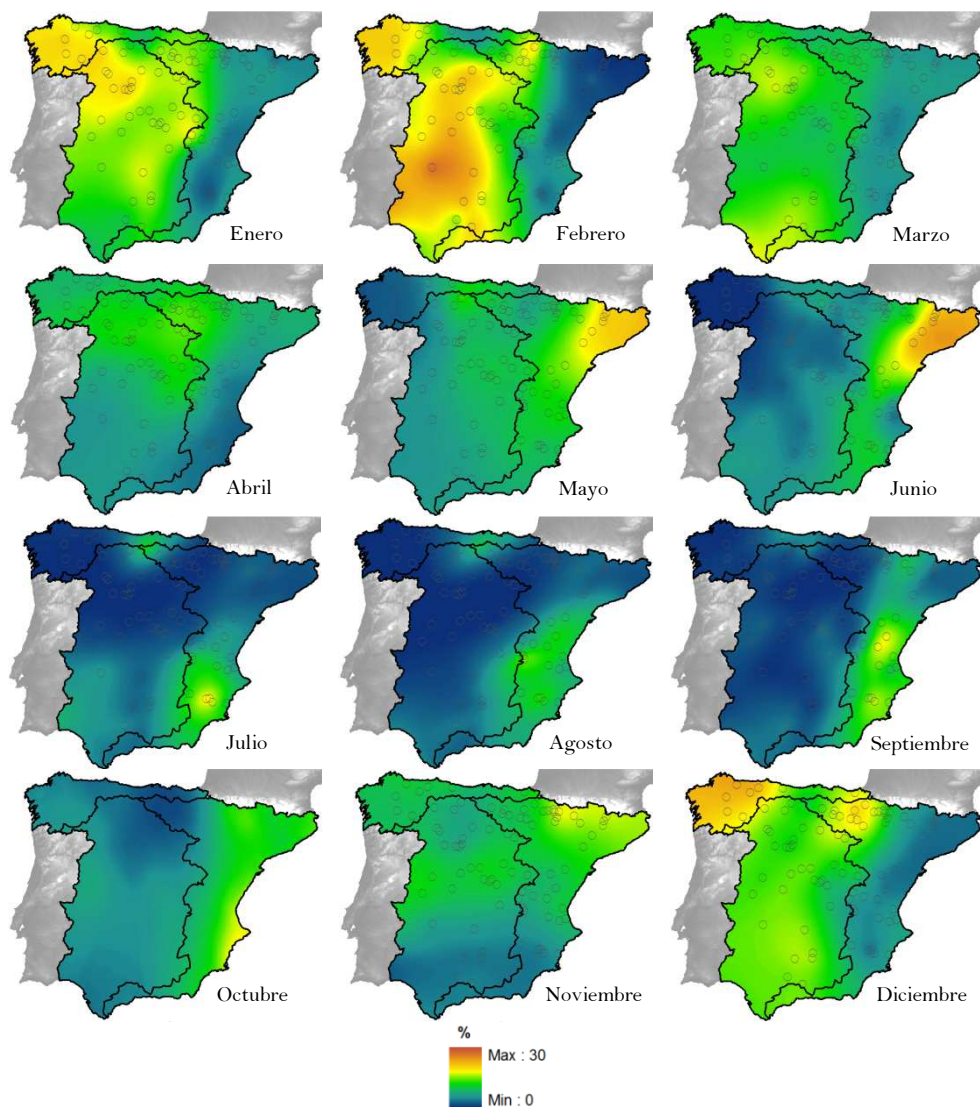 Enero
Febrero
Marzo
Abril
Mayo
Junio
Julio
Agosto
Septiembre
Octubre
Noviembre
Diciembre
%
Max : 30
Min : 0